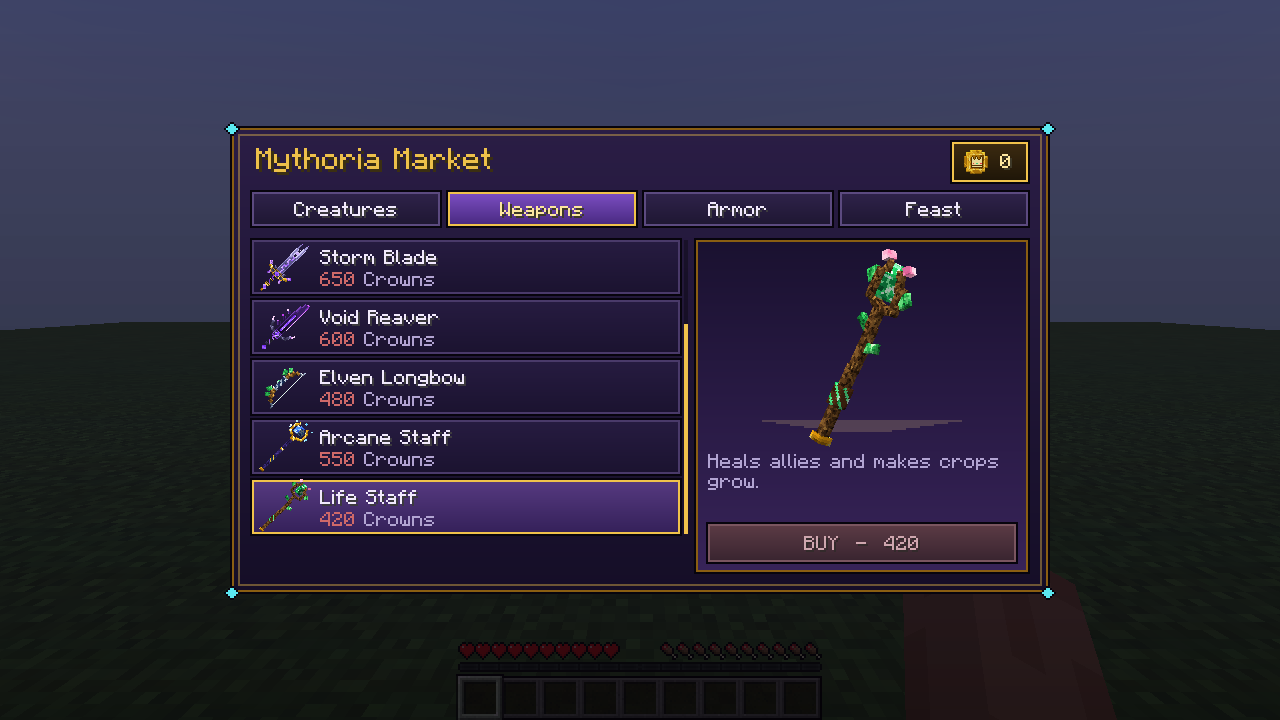 Mythoria Market
0
Creatures
Weapons
Armor
Feast
Storm Blade
650 Crowns
Void Reaver
600 Crowns
Elven Longbow
480 Crowns
Arcane Staff
550 Crowns
Life Staff
420 Crowns
Heals allies and makes crops
grow.
BUY - 420